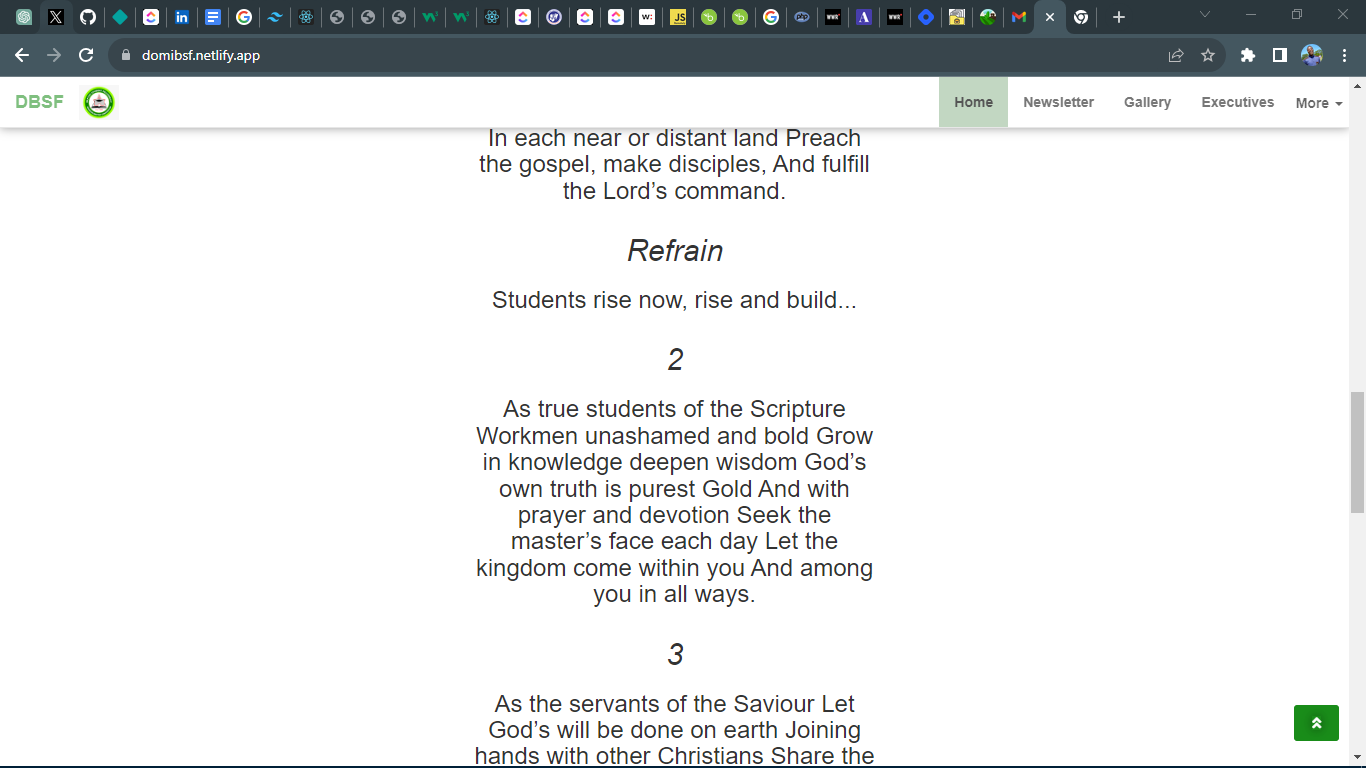 domibsf.netlify.app
DBSF
Home
Newsletter
Gallery
Executives
More
In each near or distant land Preach
the gospel, make disciples, And fulfill
the Lord’s command.
Refrain
Students rise now, rise and build...
2
As true students of the Scripture
Workmen unashamed and bold Grow
in knowledge deepen wisdom God’s
own truth is purest Gold And with
prayer and devotion Seek the
master’s face each day Let the
kingdom come within you And among
you in all ways.
3
As the servants of the Saviour Let
God’s will be done on earth Joining
hands with other Christians Share the